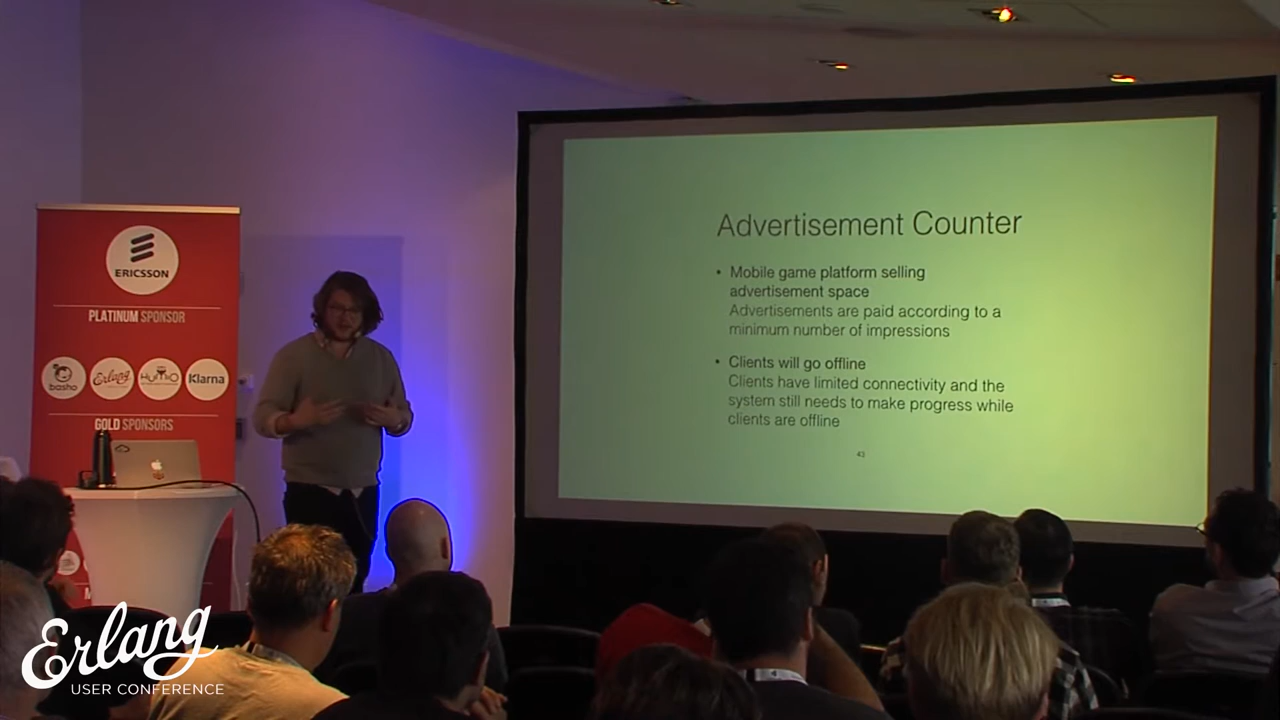 ERICSSON
PLATINUM SPONSOR
basho
Erlang
HUMIO
Klarna
GOLD SPONSORS
Advertisement Counter
• Mobile game platform selling
advertisement space
Advertisements are paid according to a
minimum number of impressions
• Clients will go offline
Clients have limited connectivity and the
system still needs to make progress while
clients are offline
43
Erlang
USER CONFERENCE